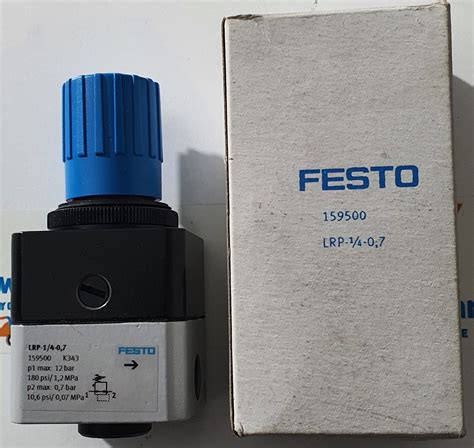 FESTO
159500
LRP-1/4-0,7
LRP-1/4-0,7
159500 K343
p1 max: 12 bar
180 psi/ 1,2 MPa
p2 max: 0,7 bar
10,6 psi/ 0,07 MPa
FESTO
1 2